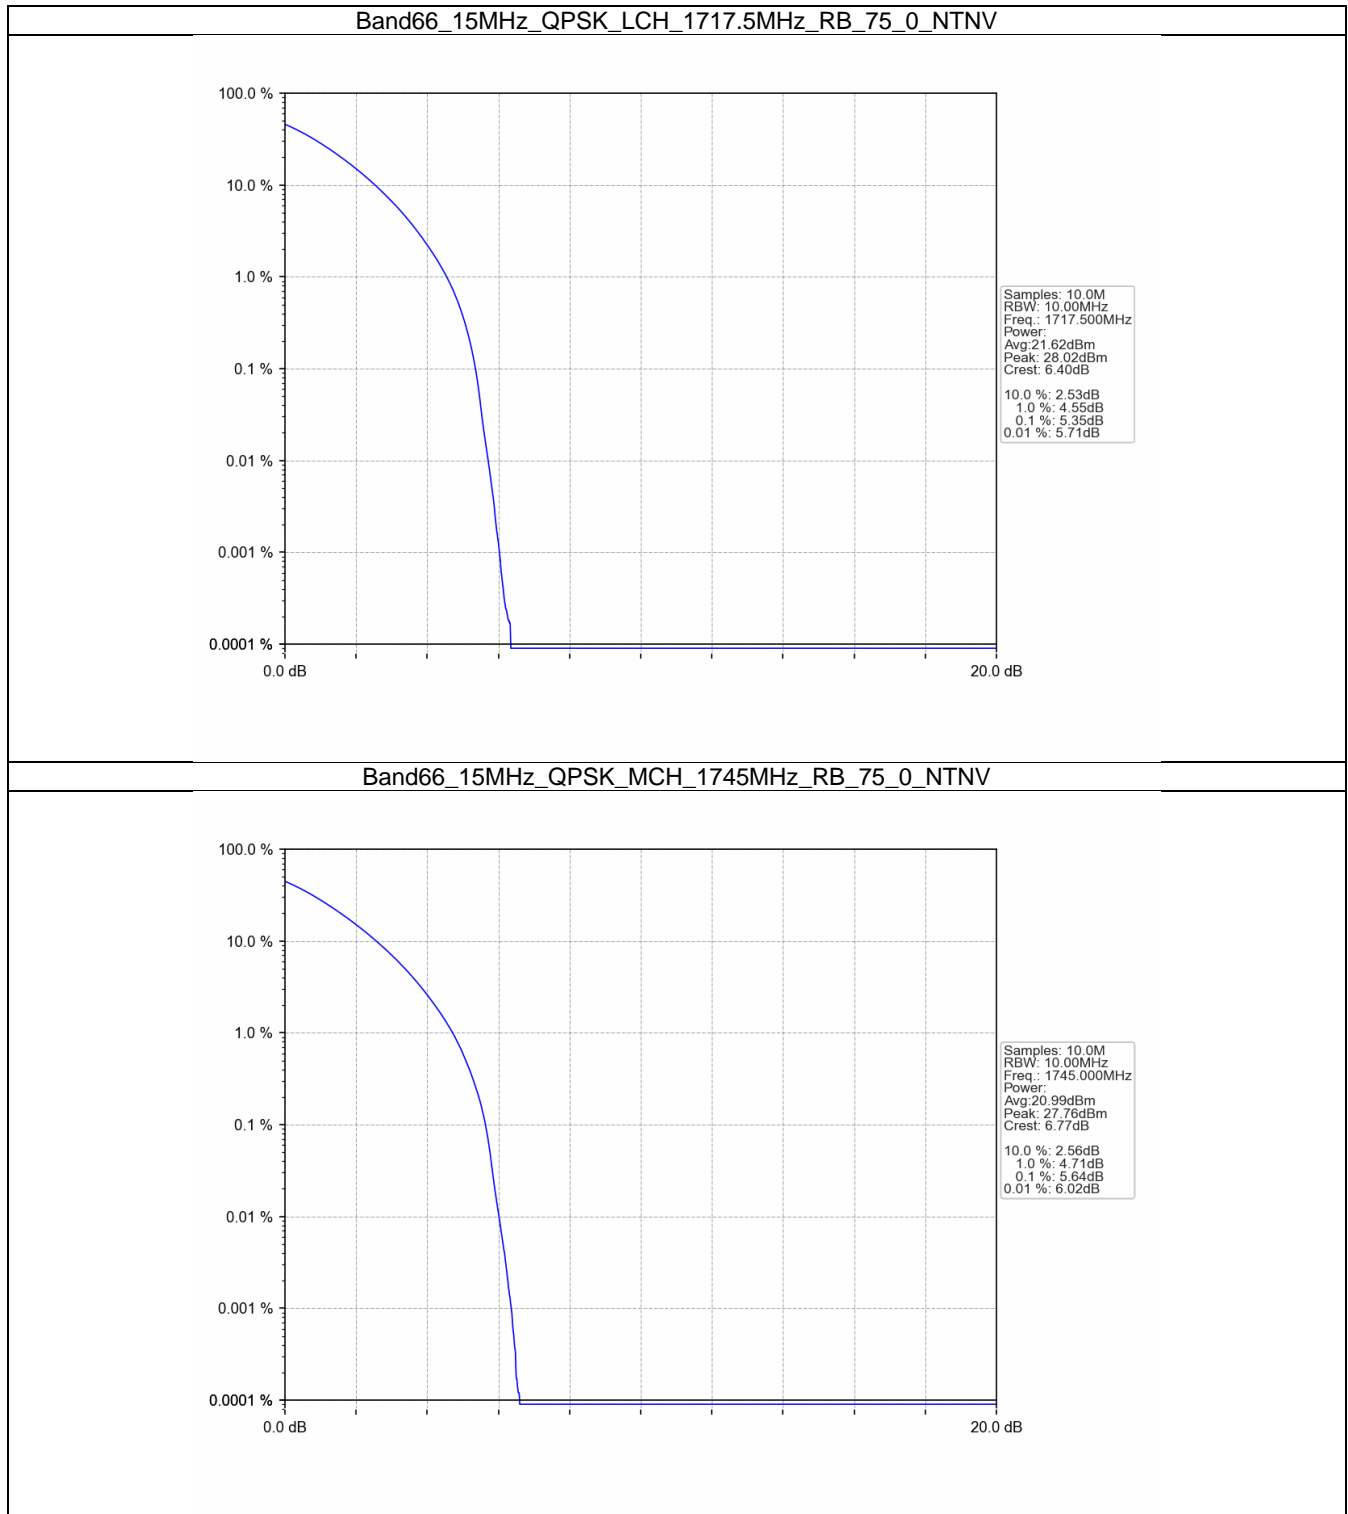 Band66_15MHz_QPSK_LCH_1717.5MHz_RB_75_0_NTNV
100.0 %
10.0 %
1.0 %
0.1 %
0.01 %
0.001 %
0.0001 %
0.0 dB
20.0 dB
Samples: 10.0M
RBW: 10.00MHz
Freq.: 1717.500MHz
Power:
Avg:21.62dBm
Peak: 28.02dBm
Crest: 6.40dB
10.0 %: 2.53dB
1.0 %: 4.55dB
0.1 %: 5.35dB
0.01 %: 5.71dB
Band66_15MHz_QPSK_MCH_1745MHz_RB_75_0_NTNV
100.0 %
10.0 %
1.0 %
0.1 %
0.01 %
0.001 %
0.0001 %
0.0 dB
20.0 dB
Samples: 10.0M
RBW: 10.00MHz
Freq.: 1745.000MHz
Power:
Avg:20.99dBm
Peak: 27.76dBm
Crest: 6.77dB
10.0 %: 2.56dB
1.0 %: 4.71dB
0.1 %: 5.64dB
0.01 %: 6.02dB